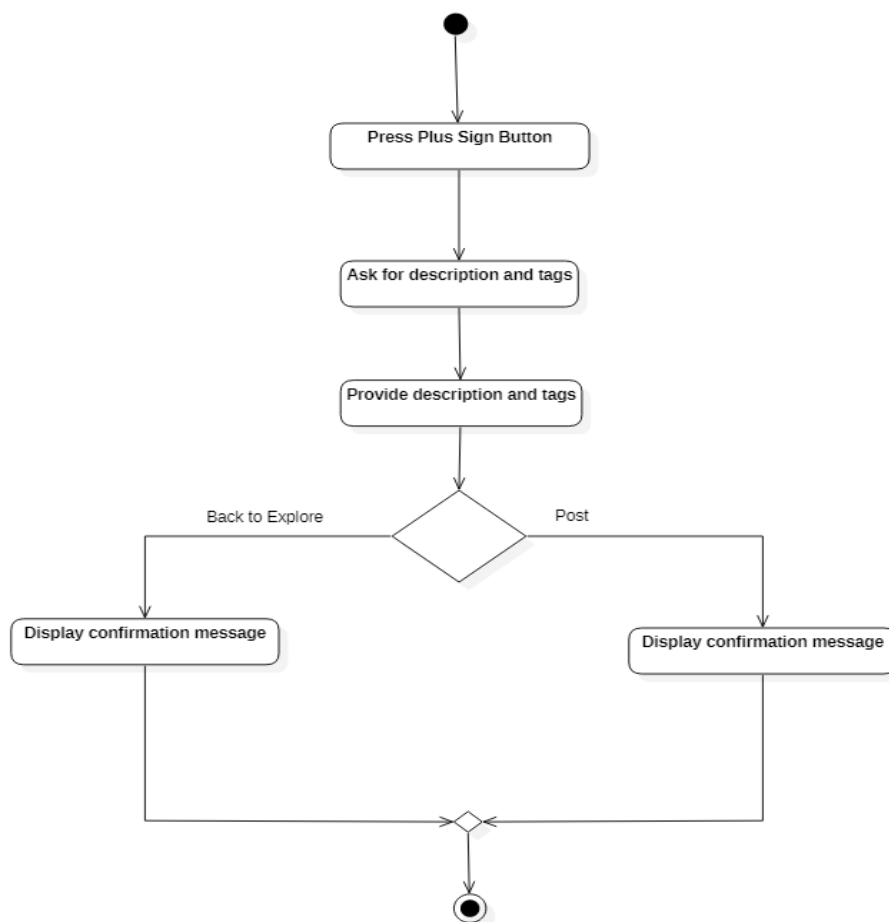 Press Plus Sign Button
Ask for description and tags
Provide description and tags
Back to Explore
Post
Display confirmation message
Display confirmation message